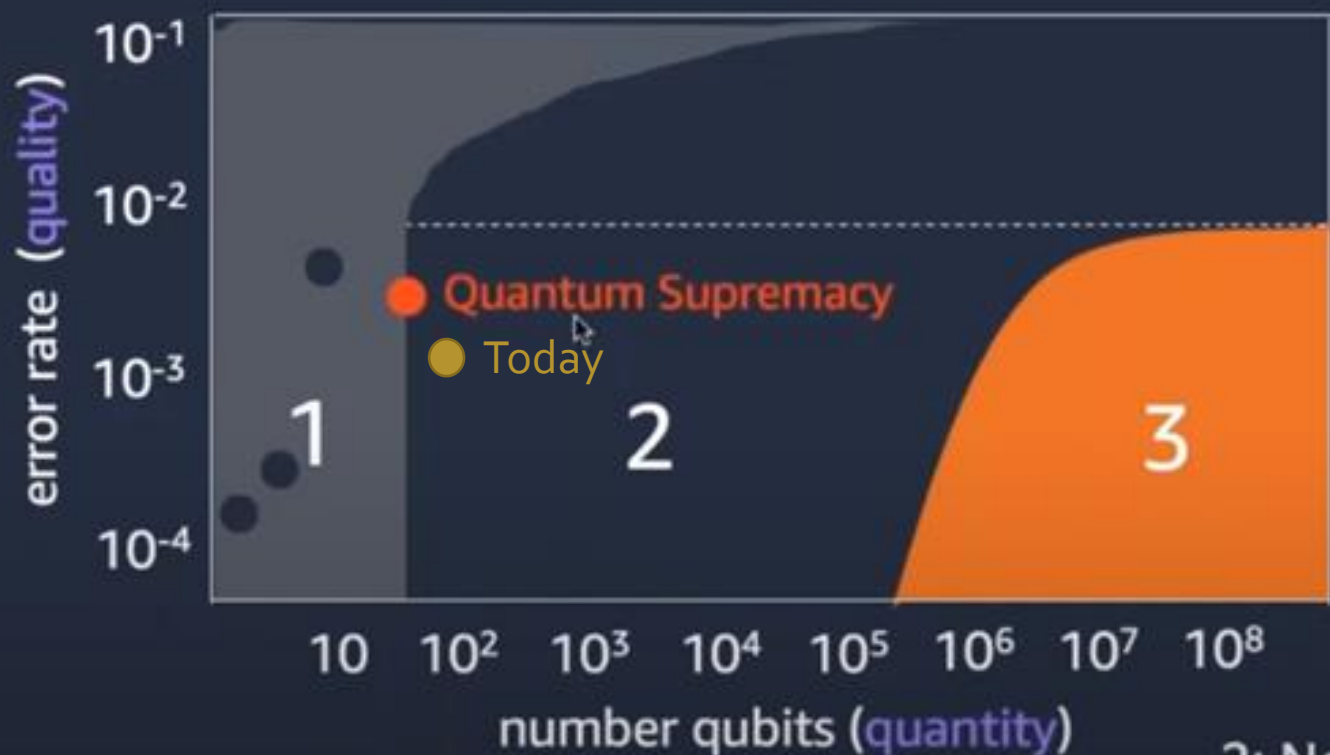 error rate (quality)
10⁻¹
10⁻²
10⁻³
10⁻⁴
Quantum Supremacy
Today
1
2
3
10 10² 10³ 10⁴ 10⁵ 10⁶ 10⁷ 10⁸
number qubits (quantity)